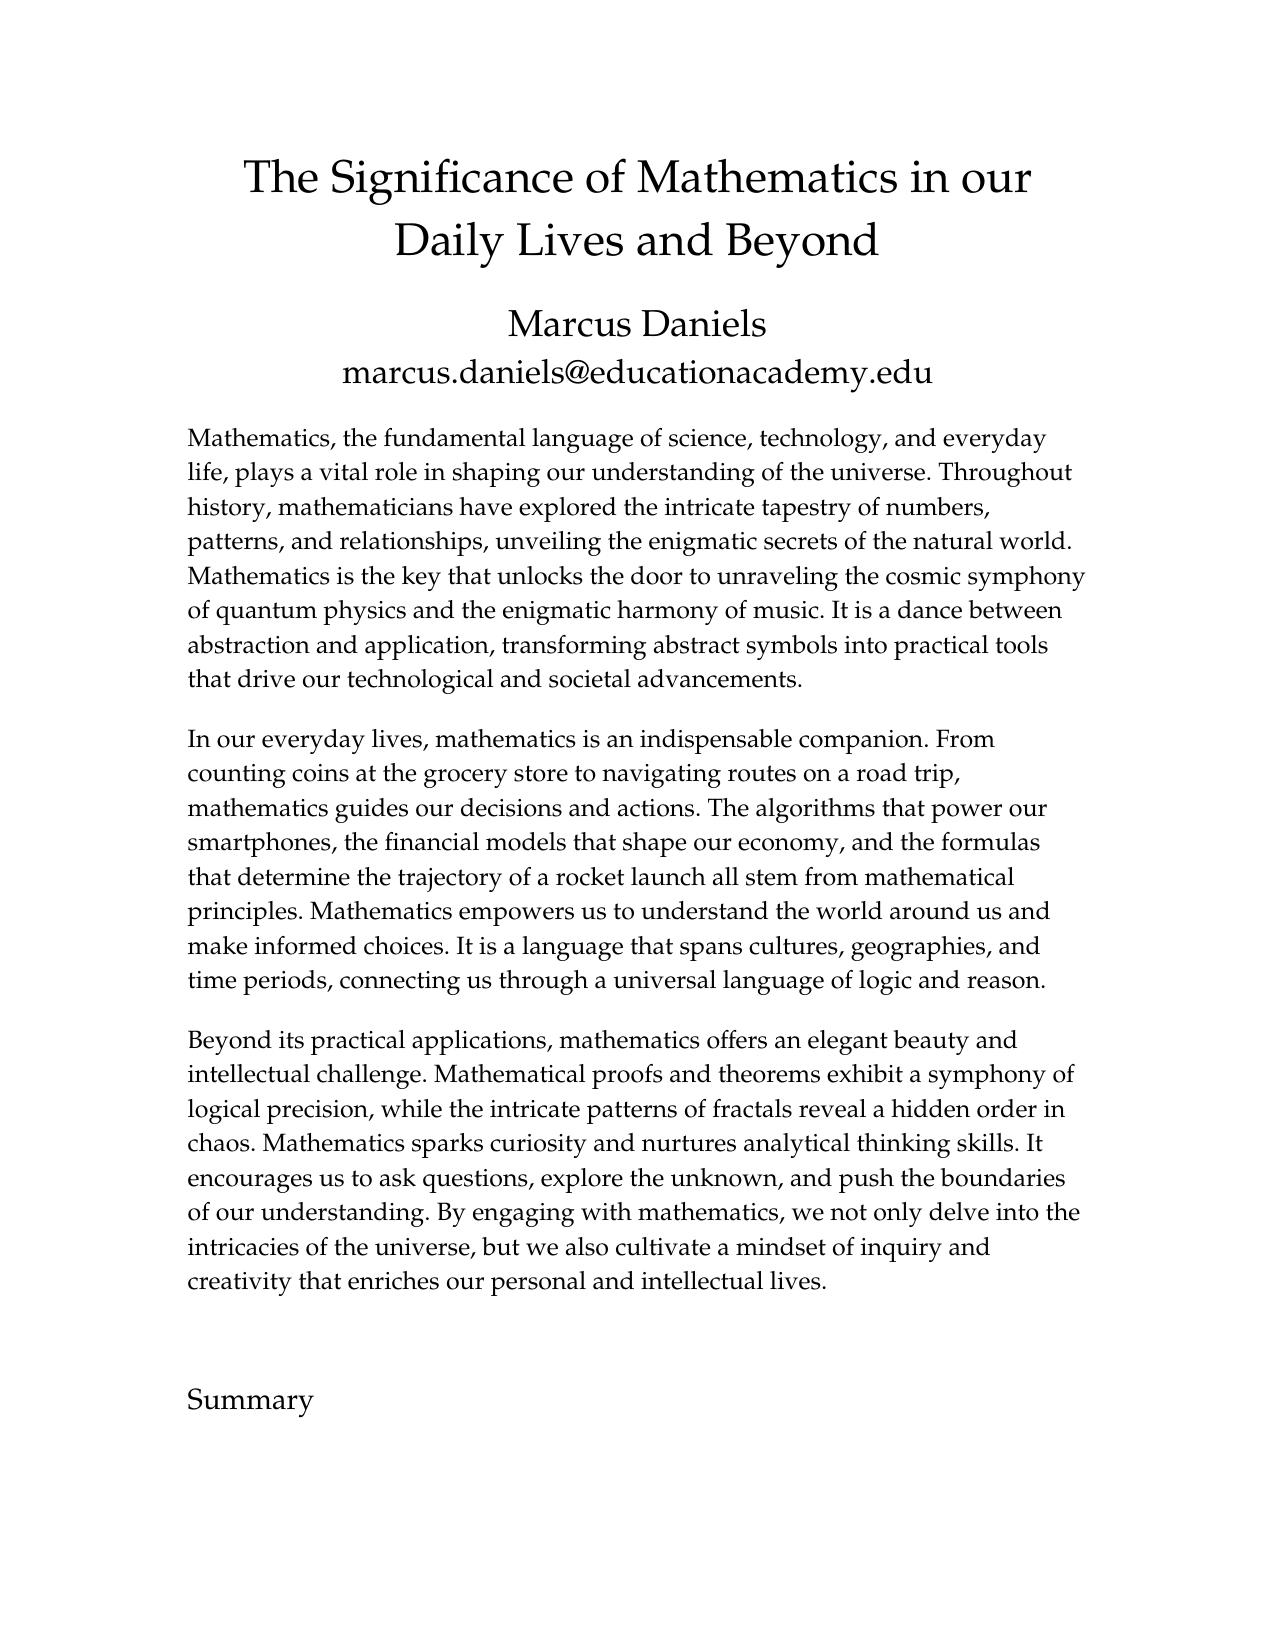 The Significance of Mathematics in our
Daily Lives and Beyond
Marcus Daniels
marcus.daniels@educationacademy.edu
Mathematics, the fundamental language of science, technology, and everyday
life, plays a vital role in shaping our understanding of the universe. Throughout
history, mathematicians have explored the intricate tapestry of numbers,
patterns, and relationships, unveiling the enigmatic secrets of the natural world.
Mathematics is the key that unlocks the door to unraveling the cosmic symphony
of quantum physics and the enigmatic harmony of music. It is a dance between
abstraction and application, transforming abstract symbols into practical tools
that drive our technological and societal advancements.
In our everyday lives, mathematics is an indispensable companion. From
counting coins at the grocery store to navigating routes on a road trip,
mathematics guides our decisions and actions. The algorithms that power our
smartphones, the financial models that shape our economy, and the formulas
that determine the trajectory of a rocket launch all stem from mathematical
principles. Mathematics empowers us to understand the world around us and
make informed choices. It is a language that spans cultures, geographies, and
time periods, connecting us through a universal language of logic and reason.
Beyond its practical applications, mathematics offers an elegant beauty and
intellectual challenge. Mathematical proofs and theorems exhibit a symphony of
logical precision, while the intricate patterns of fractals reveal a hidden order in
chaos. Mathematics sparks curiosity and nurtures analytical thinking skills. It
encourages us to ask questions, explore the unknown, and push the boundaries
of our understanding. By engaging with mathematics, we not only delve into the
intricacies of the universe, but we also cultivate a mindset of inquiry and
creativity that enriches our personal and intellectual lives.
Summary